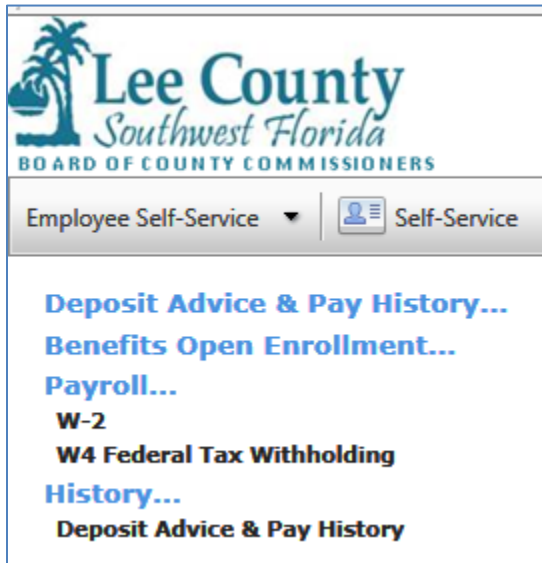 Lee County
Southwest Florida
BOARD OF COUNTY COMMISSIONERS
Employee Self-Service Self-Service
Deposit Advice & Pay History...
Benefits Open Enrollment...
Payroll...
W-2
W4 Federal Tax Withholding
History...
Deposit Advice & Pay History